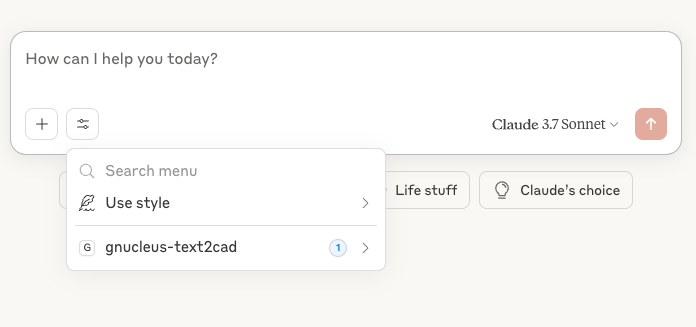 How can I help you today?
Claude 3.7 Sonnet
Search menu
Use style
Life stuff
Claude's choice
G
gnucleus-text2cad
1